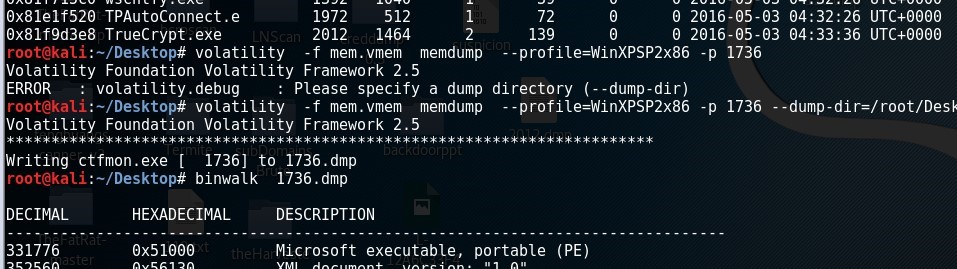 0x81f715c0 wscntfy.exe 1392 1040 1 39 0 0 2016-05-03 04:32:26 UTC+0000
0x81e1f520 TPAutoConnect.e 1972 512 1 72 0 0 2016-05-03 04:32:26 UTC+0000
0x81f9d3e8 TrueCrypt.exe 2012 1464 2 139 0 0 2016-05-03 04:33:36 UTC+0000
root@kali:~/Desktop# volatility -f mem.vmem memdump --profile=WinXPSP2x86 -p 1736
Volatility Foundation Volatility Framework 2.5
ERROR : volatility.debug : Please specify a dump directory (--dump-dir)
root@kali:~/Desktop# volatility -f mem.vmem memdump --profile=WinXPSP2x86 -p 1736 --dump-dir=/root/Desk
Volatility Foundation Volatility Framework 2.5
************************************************************************
Writing ctfmon.exe [ 1736] to 1736.dmp
root@kali:~/Desktop# binwalk 1736.dmp
DECIMAL HEXADECIMAL DESCRIPTION
--------------------------------------------------------------------------------
331776 0x51000 Microsoft executable, portable (PE)
352560 0x56130 XML document, version: "1.0"